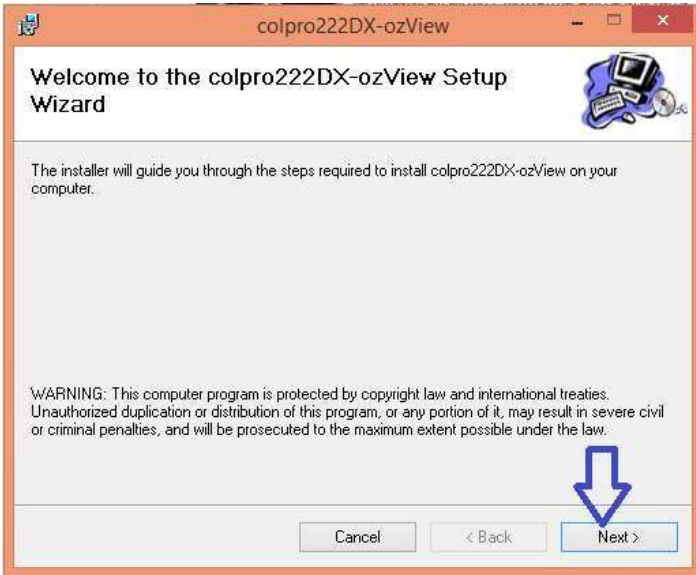 colpro222DX-ozView
Welcome to the colpro222DX-ozView Setup
Wizard
The installer will guide you through the steps required to install colpro222DX-ozView on your
computer.
WARNING: This computer program is protected by copyright law and international treaties.
Unauthorized duplication or distribution of this program, or any portion of it, may result in severe civil
or criminal penalties, and will be prosecuted to the maximum extent possible under the law.
Cancel
< Back
Next >